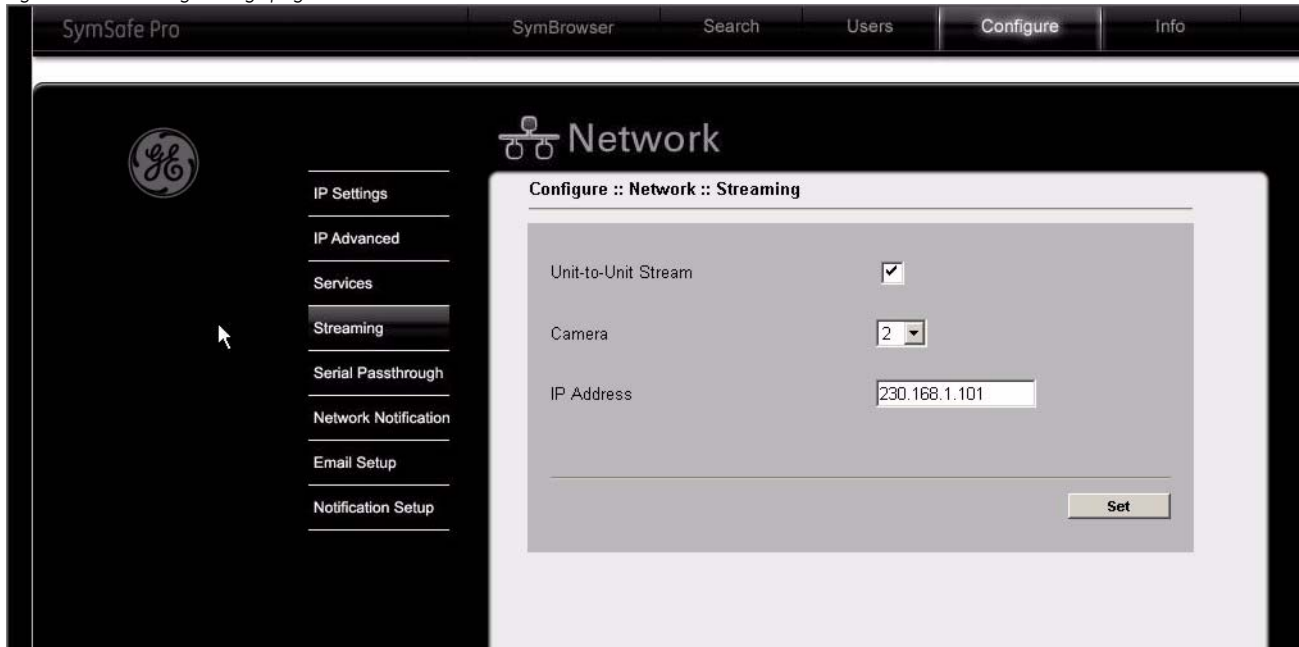 SymSafe Pro
SymBrowser
Search
Users
Configure
Info
GE
Network
IP Settings
IP Advanced
Services
Streaming
Serial Passthrough
Network Notification
Email Setup
Notification Setup
Configure :: Network :: Streaming
Unit-to-Unit Stream
Camera
2
IP Address
230.168.1.101
Set